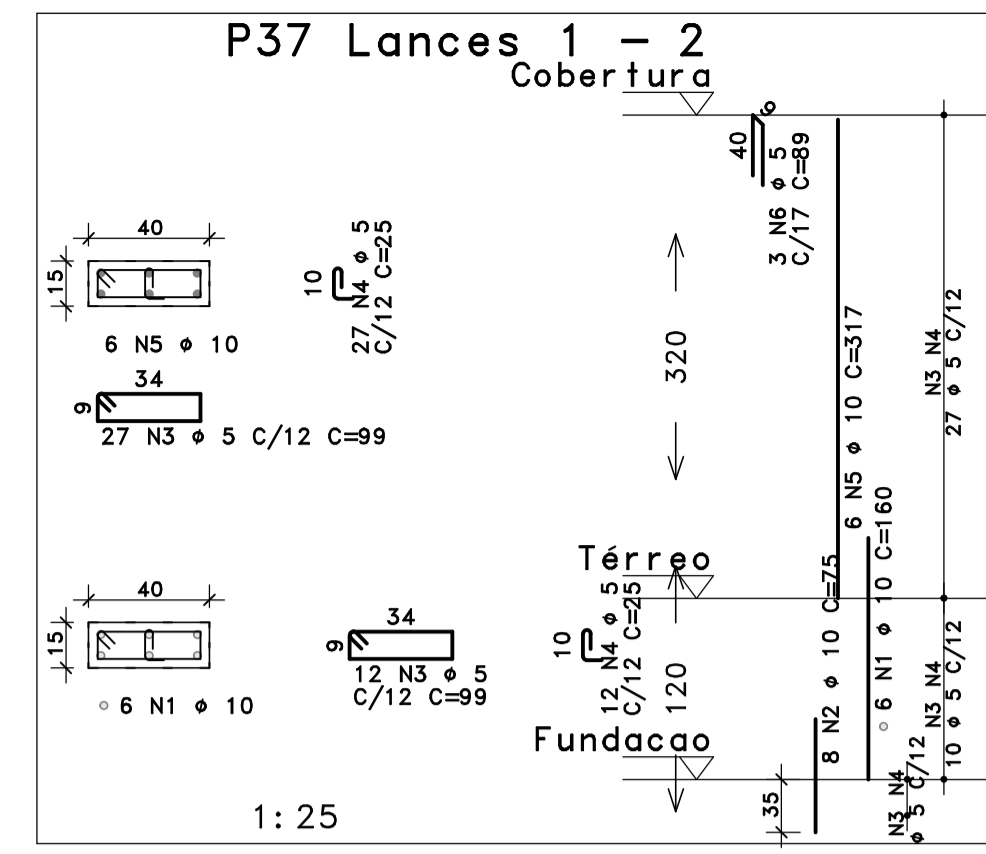 P37 Lances 1 - 2
Cobertura
40
15
6 N5 ø 10
10
27 N4 ø 5
C/12 C=25
34
9
27 N3 ø 5 C/12 C=99
320
40
9
3 N6 ø 5
C/17 C=89
6 N5 ø 10 C=317
N3 N4
27 ø 5 C/12
Térreo
40
15
6 N1 ø 10
34
9
12 N3 ø 5
C/12 C=99
10
12 N4 ø 5
C/12 C=25
120
8 N2 ø 10 C=75
6 N1 ø 10 C=160
N3 N4
10 ø 5 C/12
Fundacao
35
N3 N4
ø 5 C/12
1:25